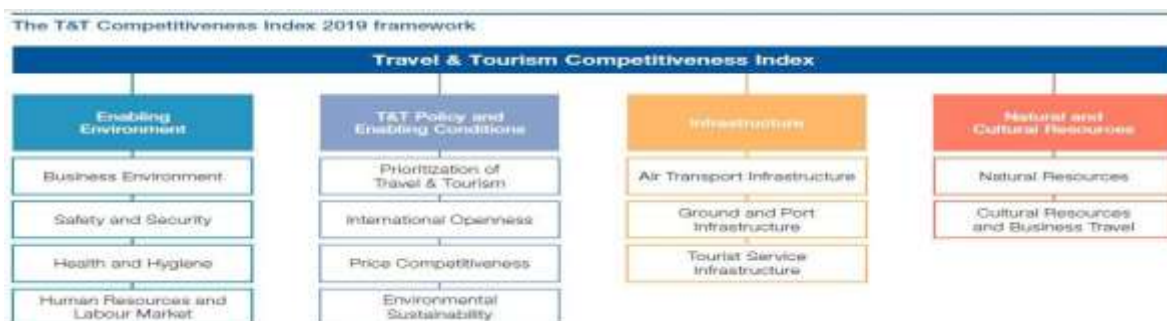 The T&T Competitiveness Index 2019 framework
Travel & Tourism Competitiveness Index
Enabling
Environment
Business Environment
Safety and Security
Health and Hygiene
Human Resources and
Labour Market
T&T Policy and
Enabling Conditions
Prioritization of
Travel & Tourism
International Openness
Price Competitiveness
Environmental
Sustainability
Infrastructure
Air Transport Infrastructure
Ground and Port
Infrastructure
Tourist Service
Infrastructure
Natural and
Cultural Resources
Natural Resources
Cultural Resources
and Business Travel